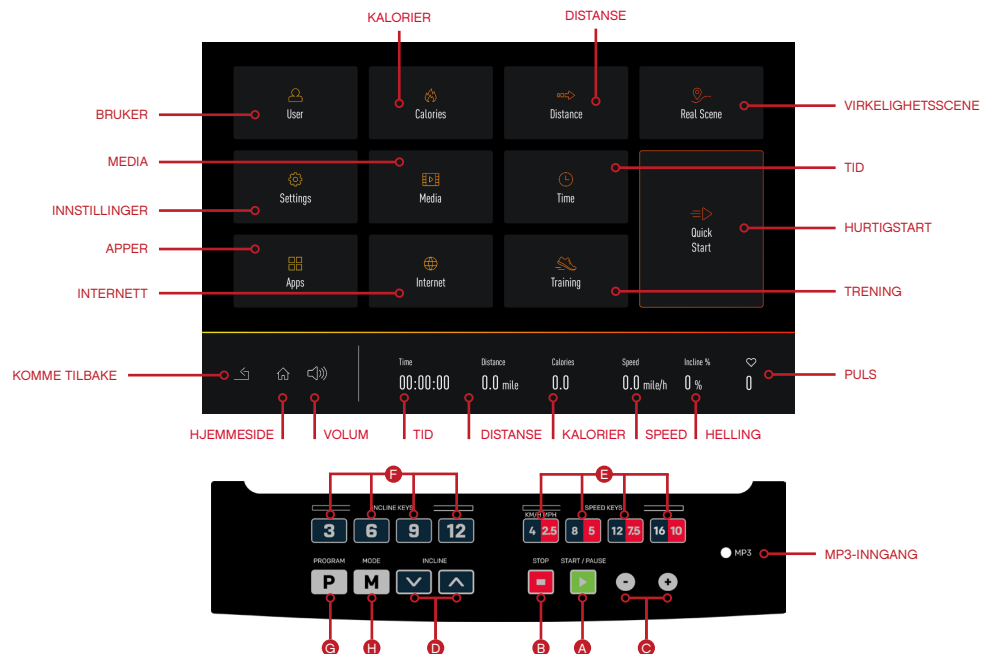 KALORIER
DISTANSE
BRUKER
User
Calories
Distance
Real Scene
VIRKELIGHETSSCENE
MEDIA
TID
INNSTILLINGER
Settings
Media
Time
Quick
Start
HURTIGSTART
APPER
INTERNETT
Apps
Internet
Training
TRENING
KOMME TILBAKE
Time
Distance
Calories
Speed
Incline %
00:00:00
0.0 mile
0.0
0.0 mile/h
0 %
0
PULS
HJEMMESIDE
VOLUM
TID
DISTANSE
KALORIER
SPEED
HELLING
F
E
INCLINE KEYS
SPEED KEYS
KM/H MPH
3
6
9
12
4 2.5
8 5
12 7.5
16 10
MP3
MP3-INNGANG
PROGRAM
MODE
INCLINE
STOP
START / PAUSE
P
M
-
+
G
H
D
B
A
C